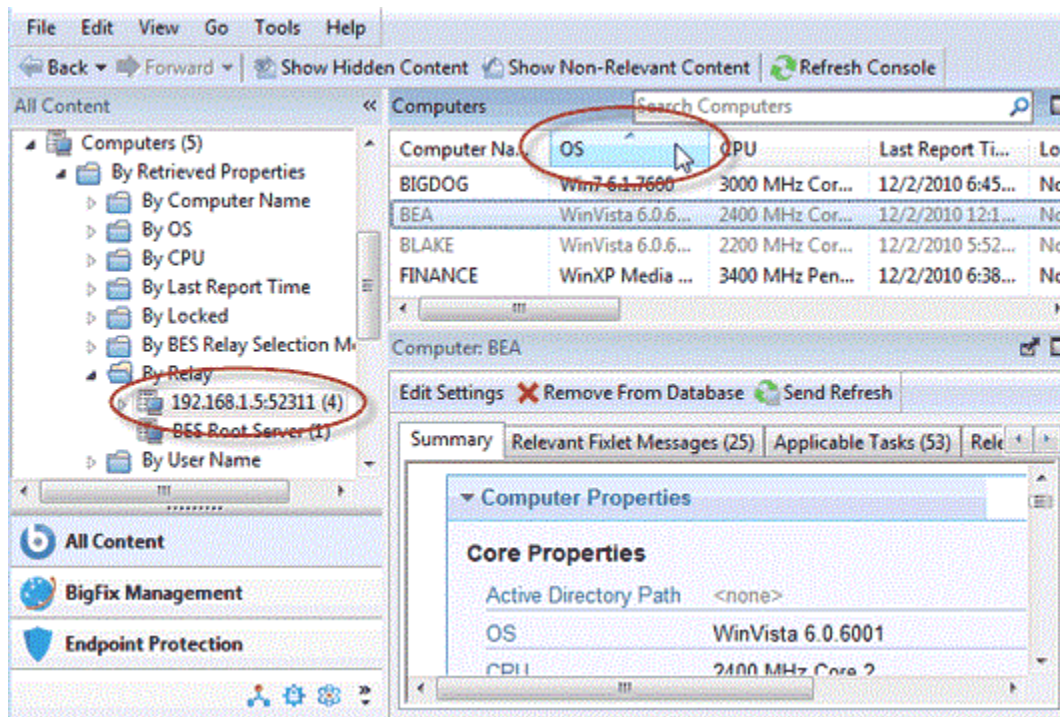 File Edit View Go Tools Help
Back Forward Show Hidden Content Show Non-Relevant Content Refresh Console
All Content «
Computers (5)
By Retrieved Properties
By Computer Name
By OS
By CPU
By Last Report Time
By Locked
By BES Relay Selection M
By Relay
192.168.1.5:52311 (4)
BES Root Server (1)
By User Name
All Content
BigFix Management
Endpoint Protection
Computers Search Computers
Computer Na... OS CPU Last Report Ti... Lo
BIGDOG Win7 6.1.7600 3000 MHz Cor... 12/2/2010 6:45... No
BEA WinVista 6.0.6... 2400 MHz Cor... 12/2/2010 12:1... No
BLAKE WinVista 6.0.6... 2200 MHz Cor... 12/2/2010 5:52... No
FINANCE WinXP Media ... 3400 MHz Pen... 12/2/2010 6:38... No
Computer: BEA
Edit Settings Remove From Database Send Refresh
Summary Relevant Fixlet Messages (25) Applicable Tasks (53) Rele
Computer Properties
Core Properties
Active Directory Path <none>
OS WinVista 6.0.6001
CPU 2400 MHz Core 2